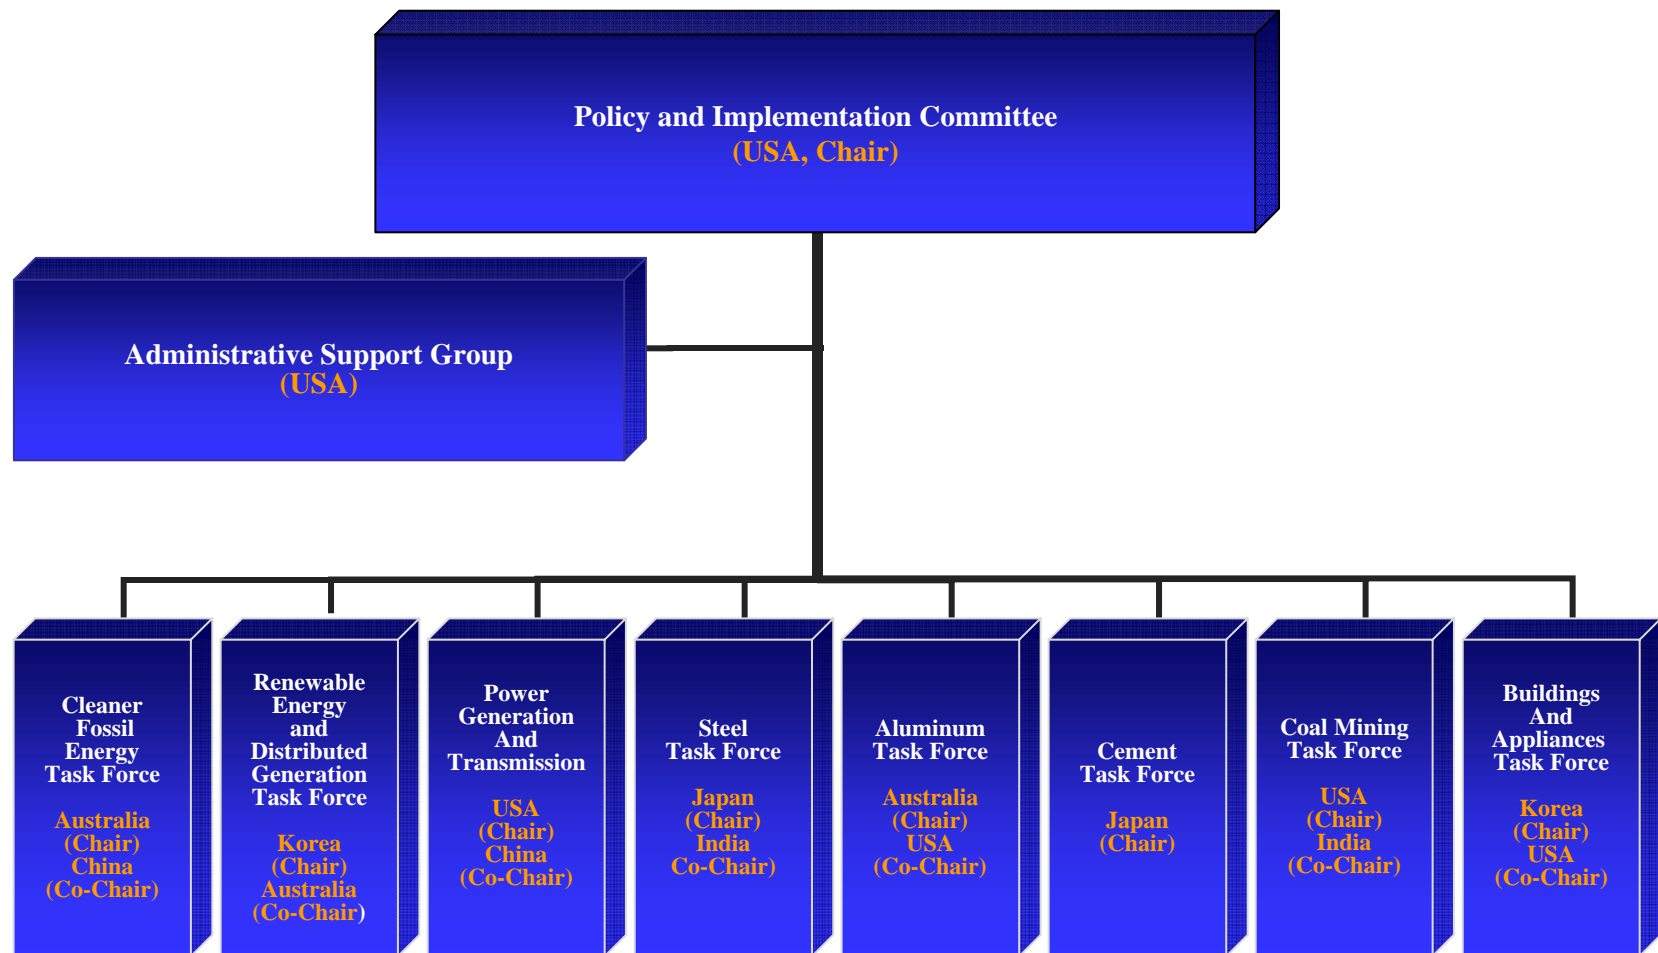 Policy and Implementation Committee
(USA, Chair)
Administrative Support Group
(USA)
Cleaner
Fossil
Energy
Task Force
Australia
(Chair)
China
(Co-Chair)
Renewable
Energy
and
Distributed
Generation
Task Force
Korea
(Chair)
Australia
(Co-Chair)
Power
Generation
And
Transmission
USA
(Chair)
China
(Co-Chair)
Steel
Task Force
Japan
(Chair)
India
Co-Chair)
Aluminum
Task Force
Australia
(Chair)
USA
(Co-Chair)
Cement
Task Force
Japan
(Chair)
Coal Mining
Task Force
USA
(Chair)
India
(Co-Chair)
Buildings
And
Appliances
Task Force
Korea
(Chair)
USA
(Co-Chair)